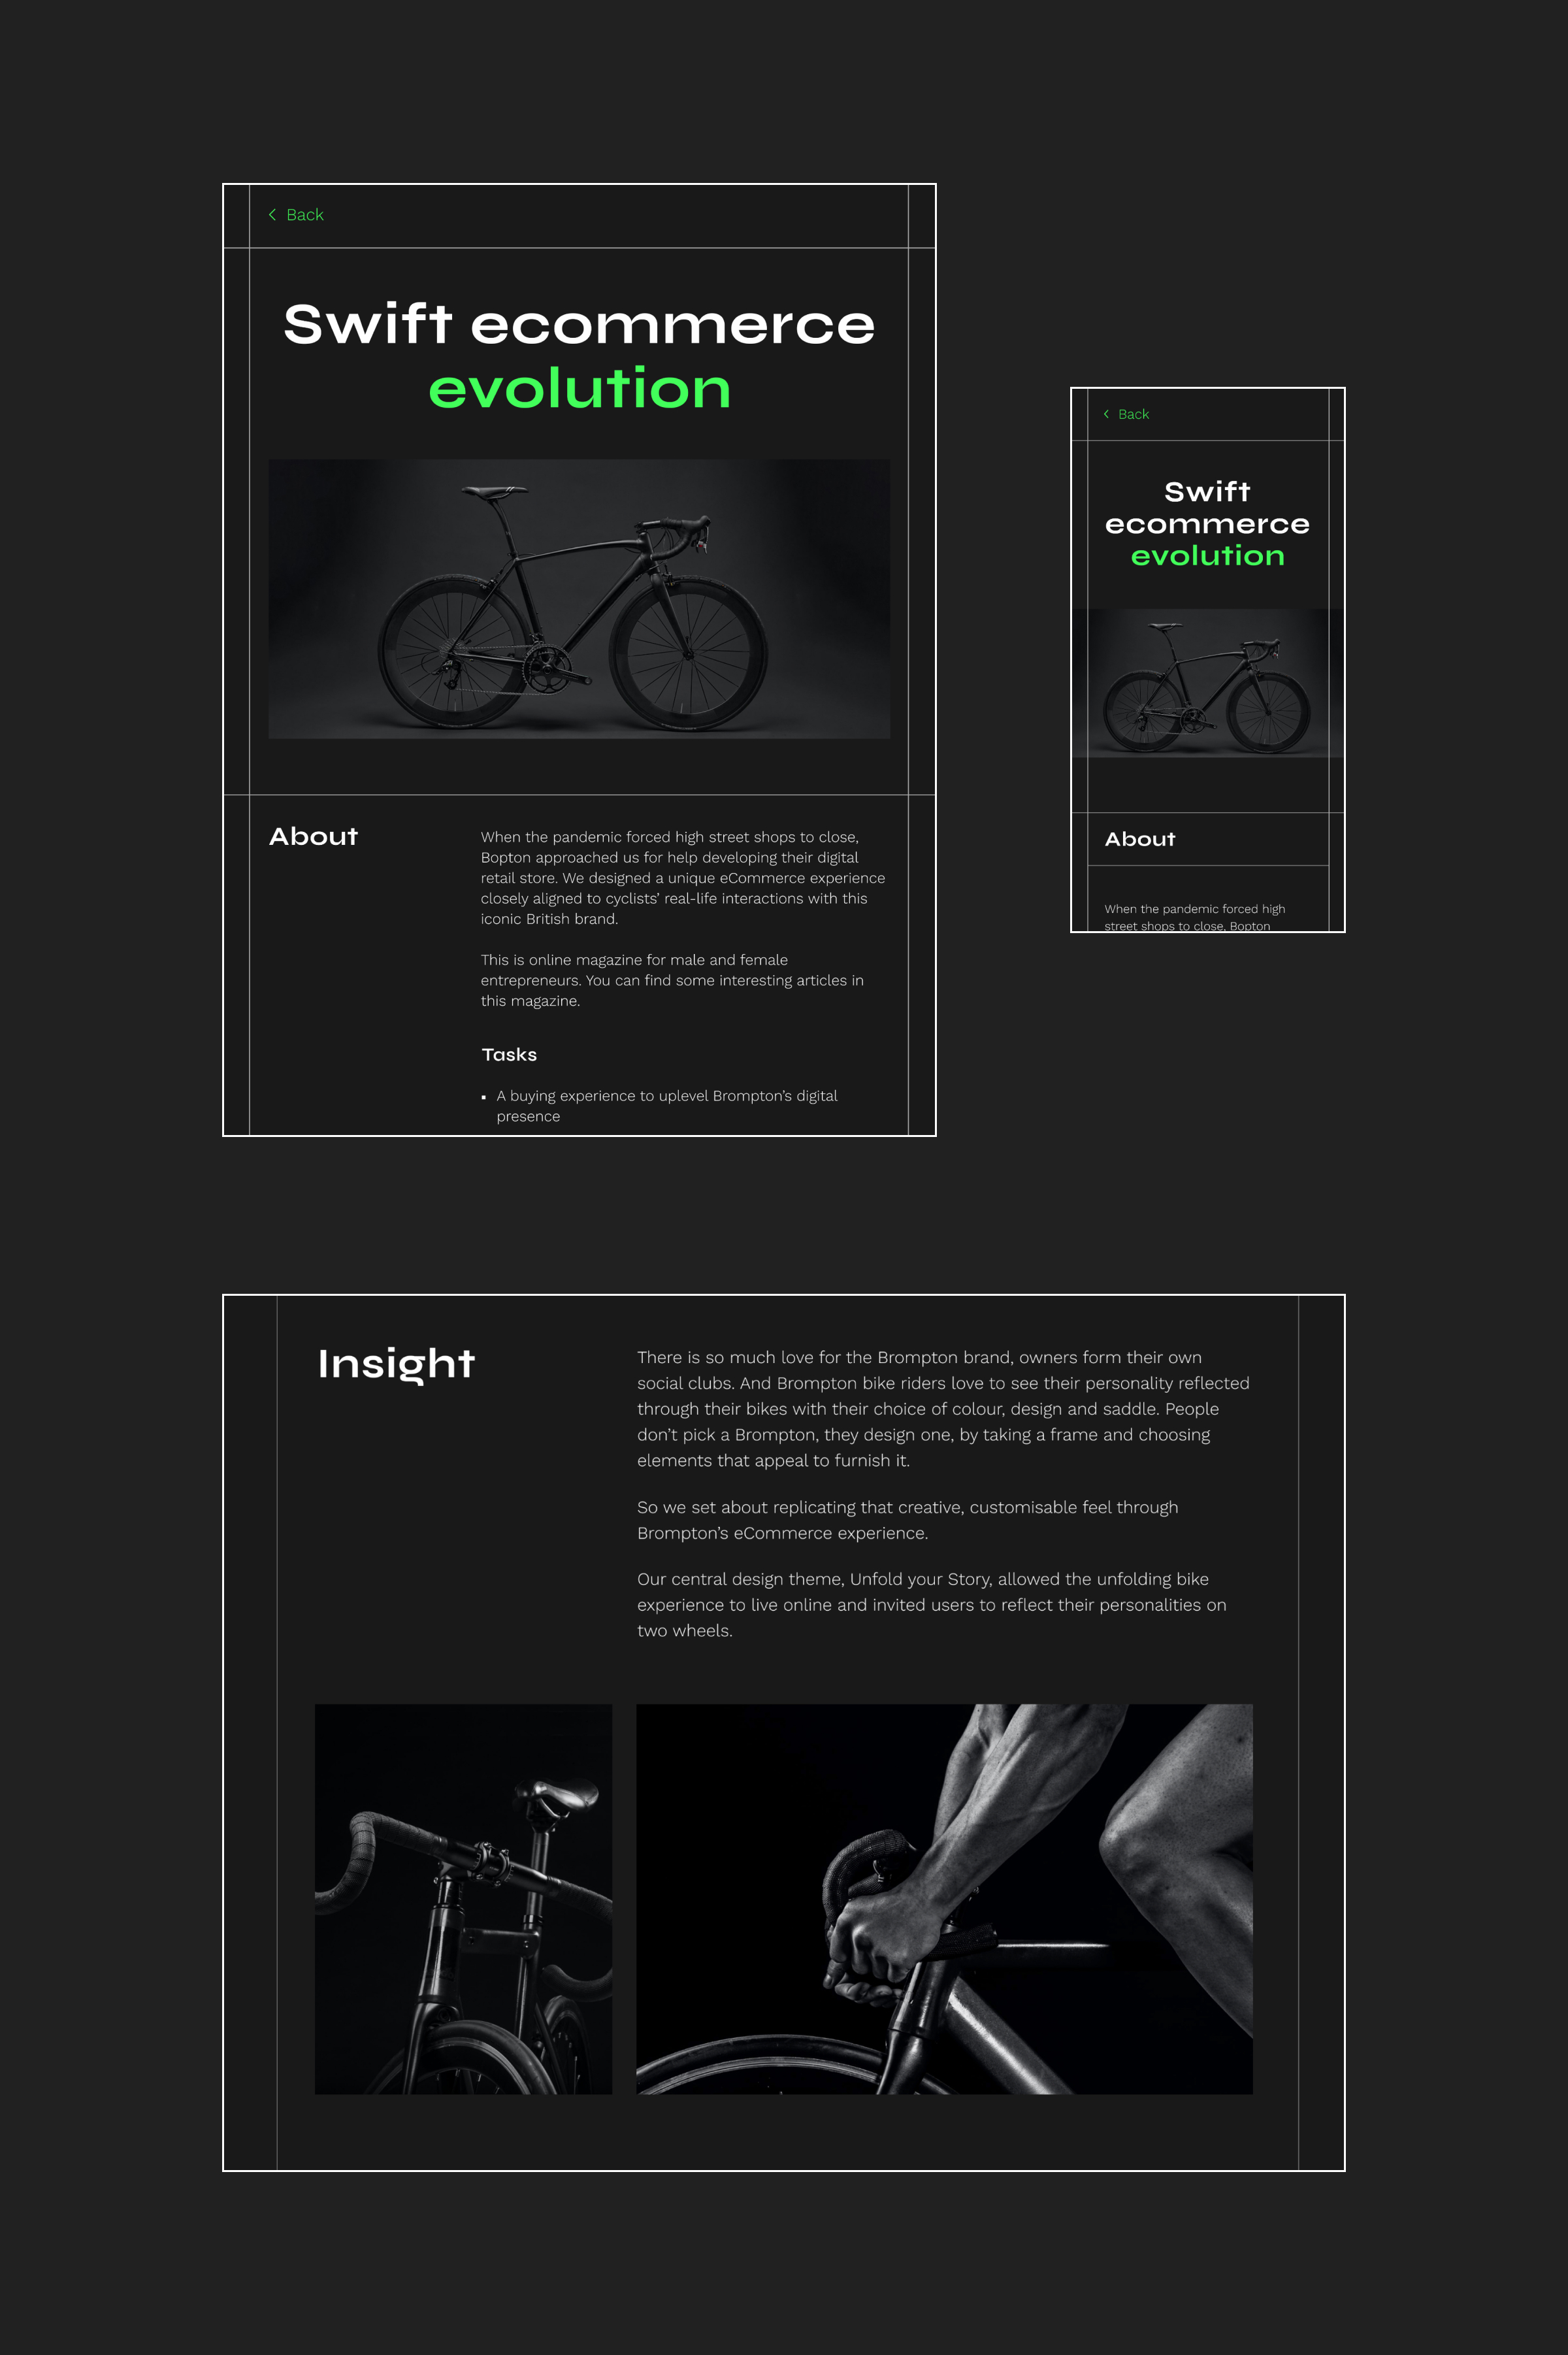 Back
Swift ecommerce
evolution
About
When the pandemic forced high street shops to close,
Bopton approached us for help developing their digital
retail store. We designed a unique eCommerce experience
closely aligned to cyclists’ real-life interactions with this
iconic British brand.
This is online magazine for male and female
entrepreneurs. You can find some interesting articles in
this magazine.
Tasks
▪ A buying experience to uplevel Brompton’s digital
presence
Back
Swift
ecommerce
evolution
About
When the pandemic forced high
street shops to close, Bopton
Insight
There is so much love for the Brompton brand, owners form their own
social clubs. And Brompton bike riders love to see their personality reflected
through their bikes with their choice of colour, design and saddle. People
don’t pick a Brompton, they design one, by taking a frame and choosing
elements that appeal to furnish it.
So we set about replicating that creative, customisable feel through
Brompton’s eCommerce experience.
Our central design theme, Unfold your Story, allowed the unfolding bike
experience to live online and invited users to reflect their personalities on
two wheels.